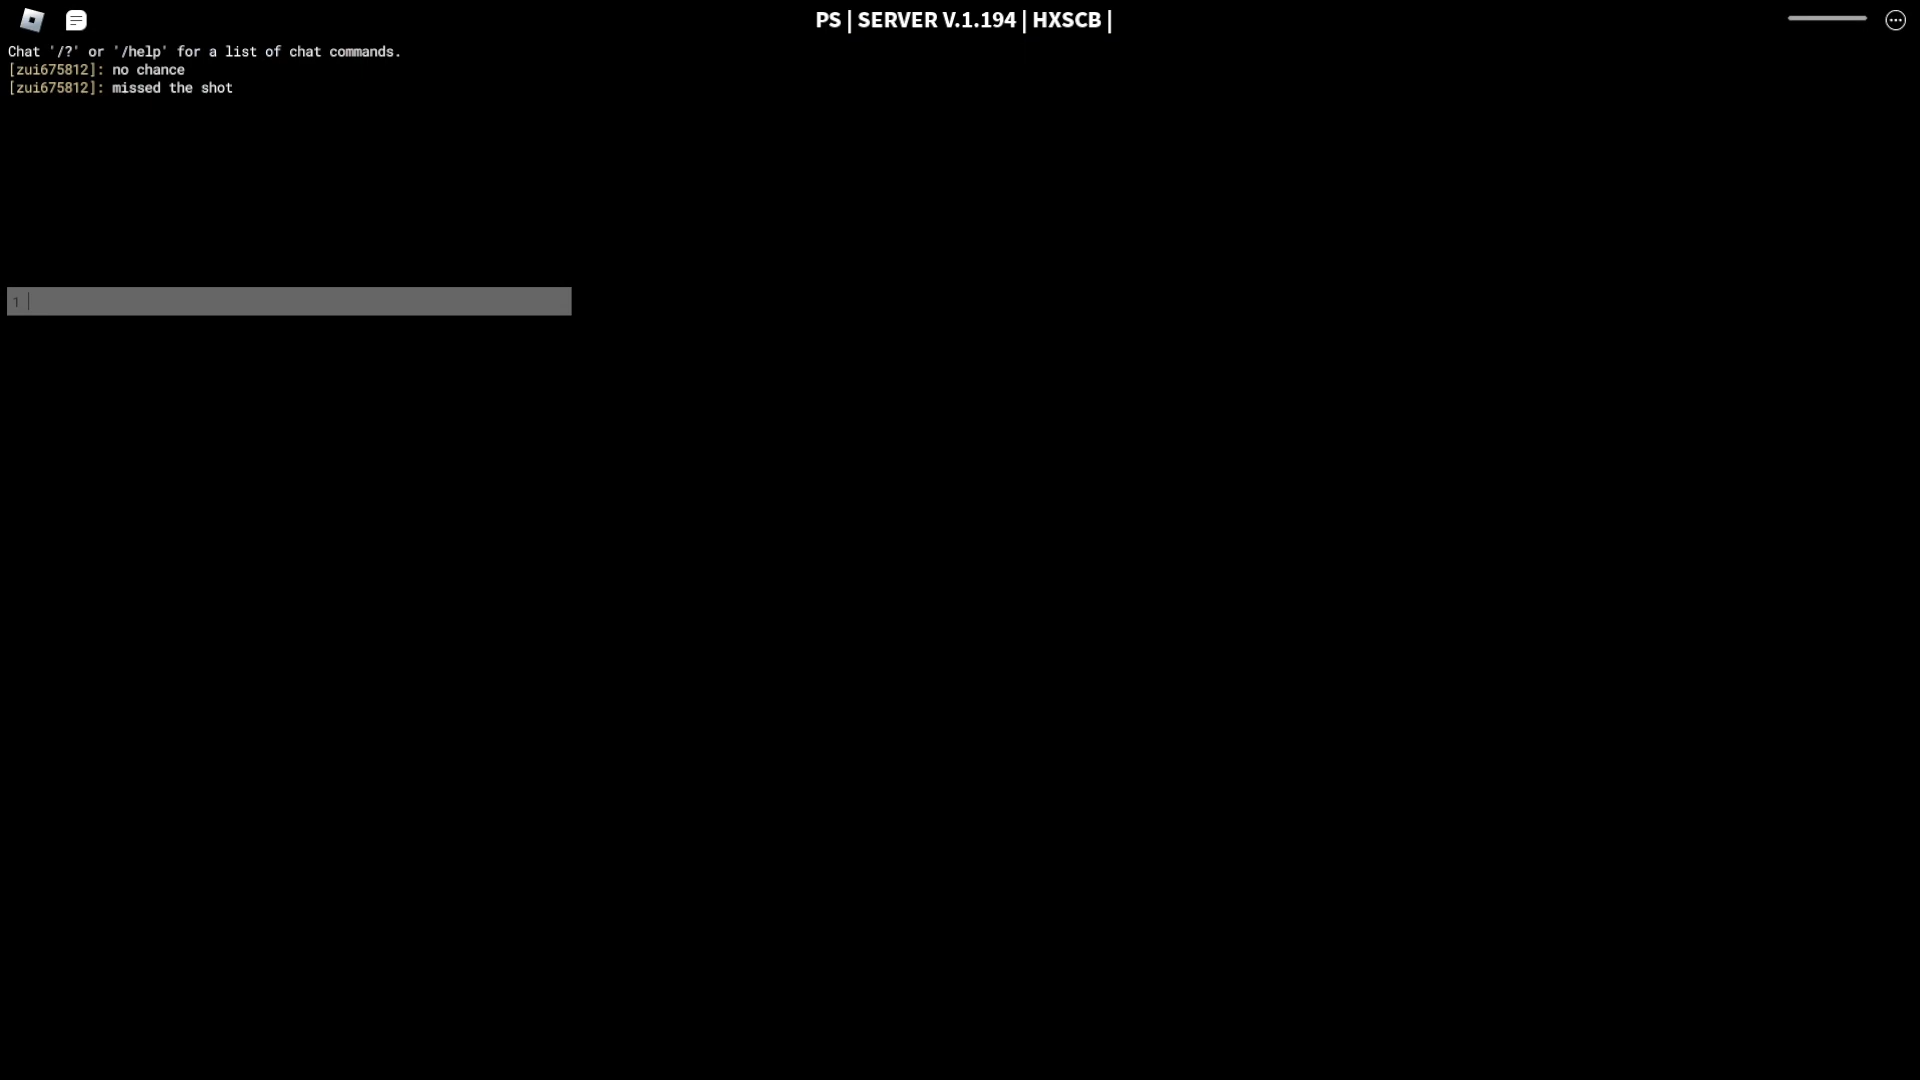 PS | SERVER V.1.194 | HXSCB |
Chat '/?' or '/help' for a list of chat commands.
[zui675812]: no chance
[zui675812]: missed the shot
1